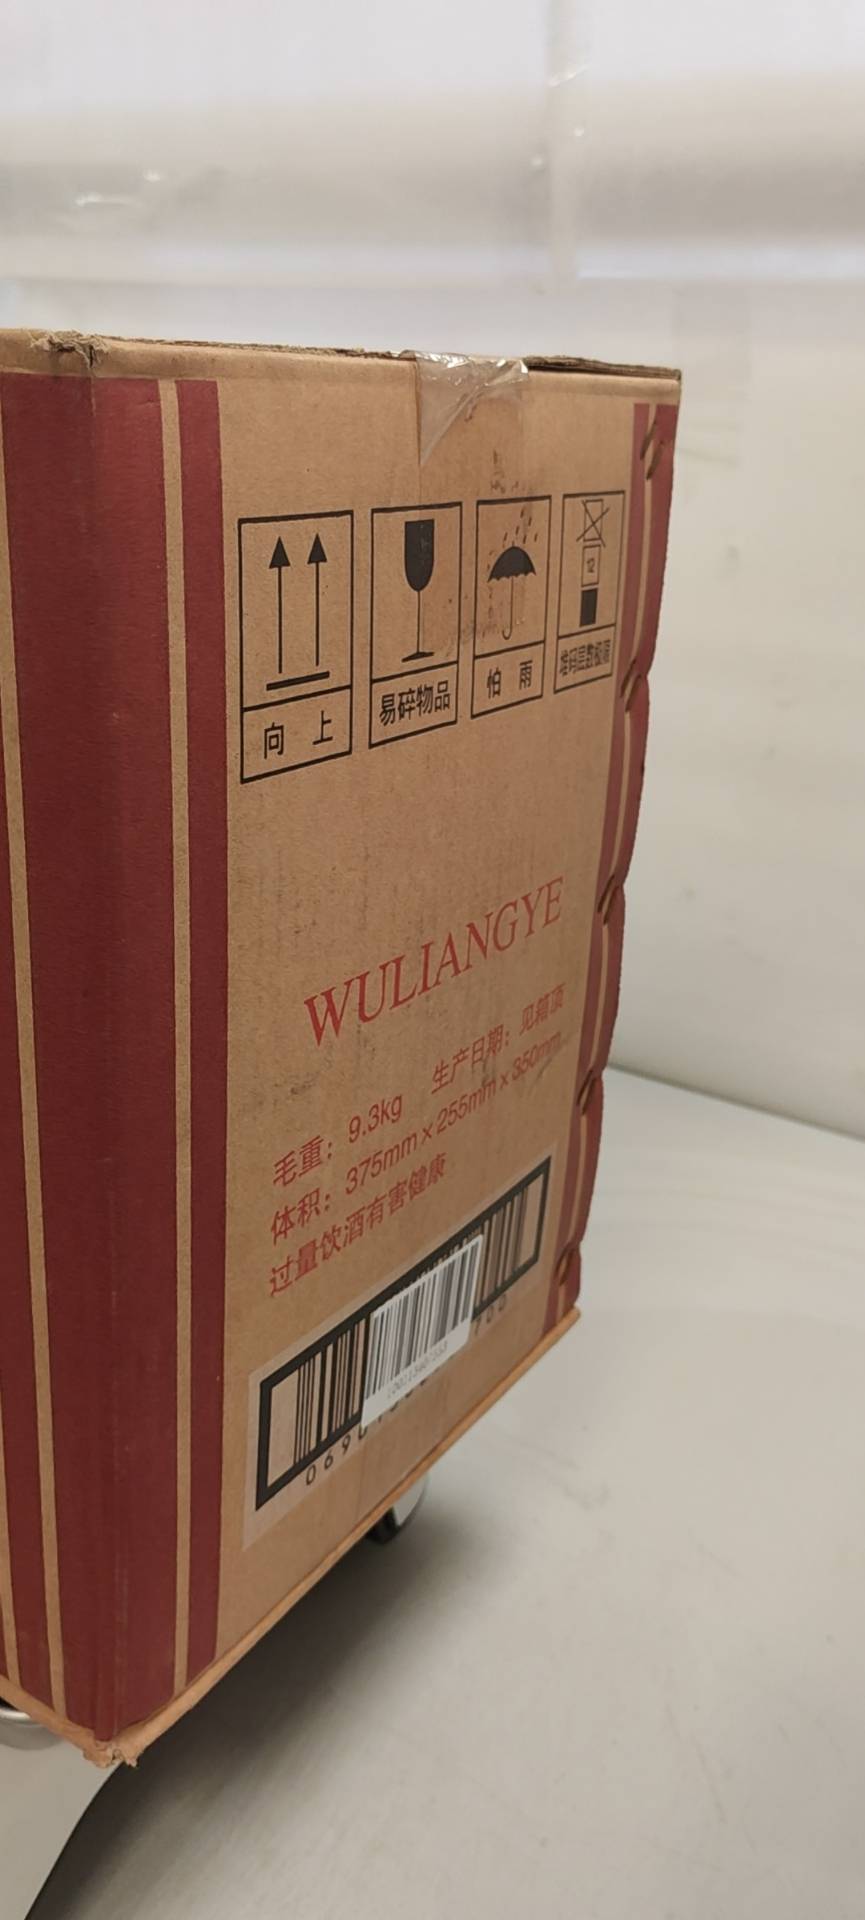 向 上
易碎物品
怕 雨
12
堆码层数极限
WULIANGYE
毛重：9.3kg 生产日期：见箱顶
体积：375mm×255mm×350mm
过量饮酒有害健康